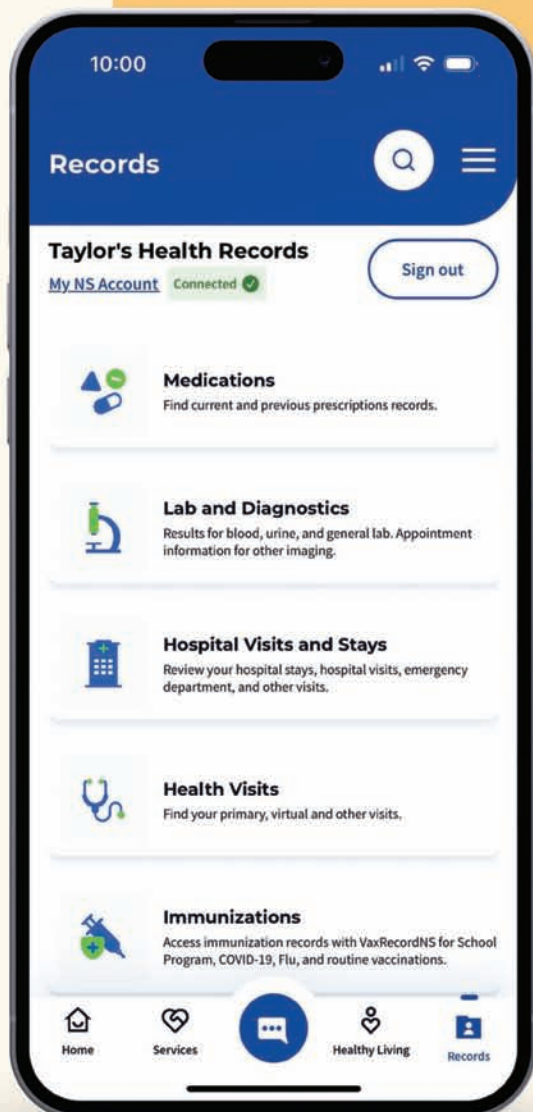 10:00
Records
Taylor's Health Records
Sign out
My NS Account Connected
Medications
Find current and previous prescriptions records.
Lab and Diagnostics
Results for blood, urine, and general lab. Appointment
information for other imaging.
Hospital Visits and Stays
Review your hospital stays, hospital visits, emergency
department, and other visits.
Health Visits
Find your primary, virtual and other visits.
Immunizations
Access immunization records with VaxRecordNS for School
Program, COVID-19, Flu, and routine vaccinations.
Home Services Healthy Living Records